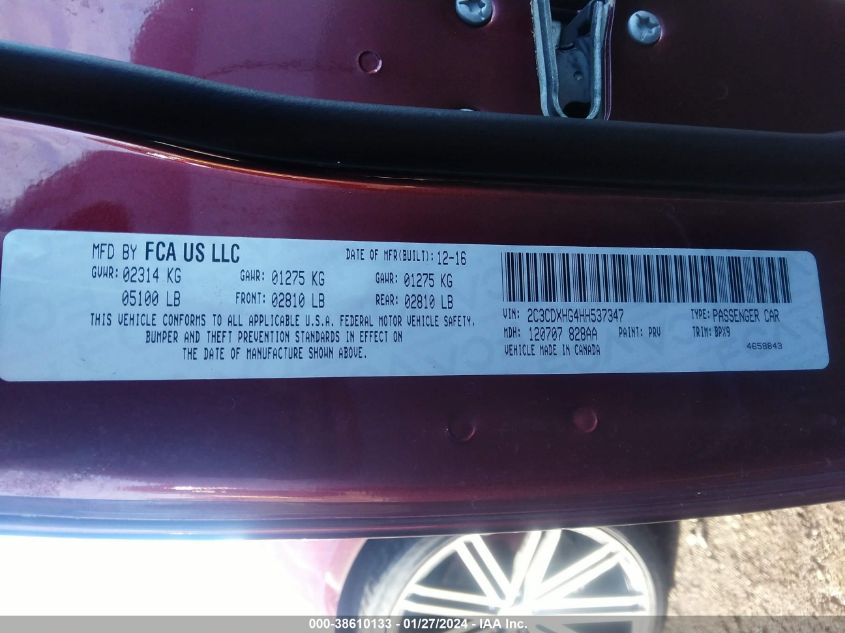 MFD BY FCA US LLC DATE OF MFR(BUILT): 12-16
GVWR: 02314 KG GAWR: 01275 KG GAWR: 01275 KG
05100 LB FRONT: 02810 LB REAR: 02810 LB
THIS VEHICLE CONFORMS TO ALL APPLICABLE U.S.A. FEDERAL MOTOR VEHICLE SAFETY,
BUMPER AND THEFT PREVENTION STANDARDS IN EFFECT ON
THE DATE OF MANUFACTURE SHOWN ABOVE.
VIN: 2C3CDXHG4HH537347 TYPE: PASSENGER CAR
MDH: 120707 828AA PAINT: PRV TRIM: BPX9
VEHICLE MADE IN CANADA 4658843
000-38610133 - 01/27/2024 - IAA Inc.